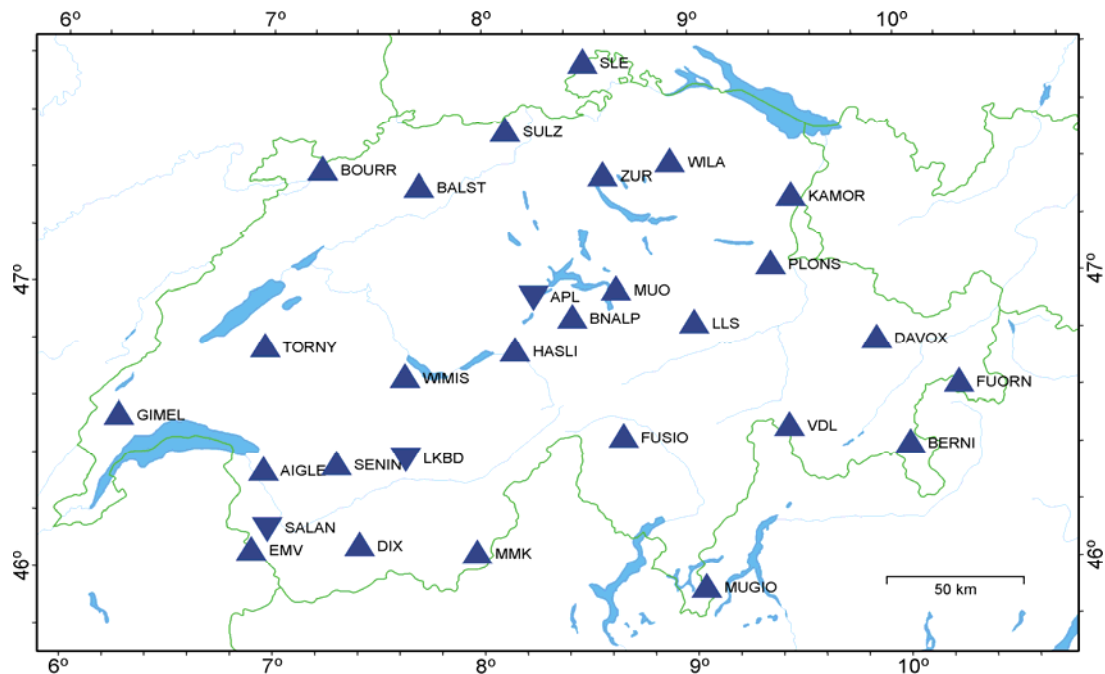 6º 7º 8º 9º 10º
SLE
SULZ
BOURR
BALST
ZUR
WILA
KAMOR
PLONS
47º
47º
APL
MUO
BNALP
LLS
DAVOX
TORNY
HASLI
WIMIS
FUORN
GIMEL
FUSIO
VDL
BERNI
AIGLE
SENIN
LKBD
SALAN
EMV
DIX
MMK
46º
46º
MUGIO
50 km
6º 7º 8º 9º 10º